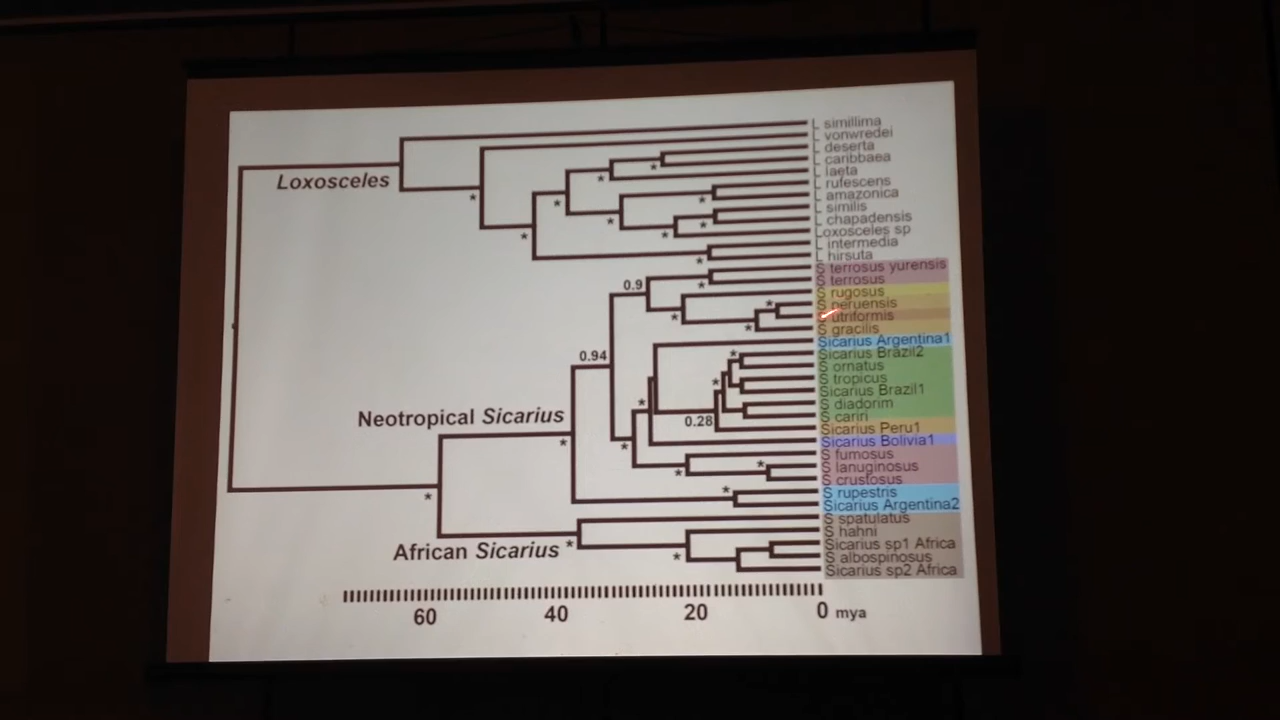 L simillima
L vonwredei
L deserta
L caribbaea
L laeta
L rufescens
L amazonica
L similis
L chapadensis
Loxosceles sp
L intermedia
L hirsuta
S terrosus yurensis
S terrosus
S rugosus
S peruensis
S utriformis
S gracilis
Sicarius Argentina1
Sicarius Brazil2
S ornatus
S tropicus
Sicarius Brazil1
S diadorim
S cariri
Sicarius Peru1
Sicarius Bolivia1
S fumosus
S lanuginosus
S crustosus
S rupestris
Sicarius Argentina2
S spatulatus
S hahni
Sicarius sp1 Africa
S albospinosus
Sicarius sp2 Africa
Loxosceles
*
*
*
*
*
*
*
*
*
*
0.9
*
*
*
*
0.94
*
*
*
0.28
*
Neotropical Sicarius
*
*
*
*
*
African Sicarius
*
*
60 40 20 0 mya